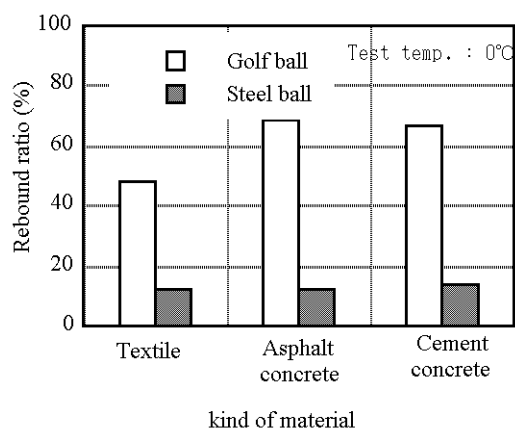 100
80
60
40
20
0
Rebound ratio (%)
Golf ball
Steel ball
Test temp. : 0℃
Textile
Asphalt
concrete
Cement
concrete
kind of material